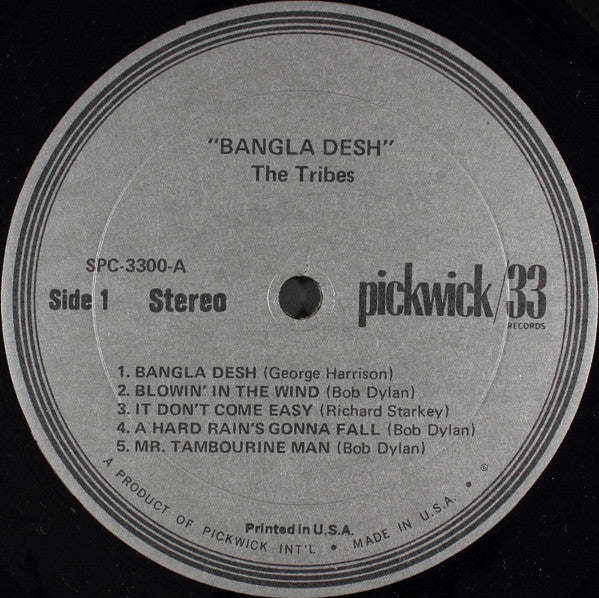 "BANGLA DESH"
The Tribes
SPC-3300-A
Side 1 Stereo
pickwick/33
RECORDS
1. BANGLA DESH (George Harrison)
2. BLOWIN' IN THE WIND (Bob Dylan)
3. IT DON'T COME EASY (Richard Starkey)
4. A HARD RAIN'S GONNA FALL (Bob Dylan)
5. MR. TAMBOURINE MAN (Bob Dylan)
Printed in U.S.A.
A PRODUCT OF PICKWICK INT'L • MADE IN U.S.A. • ©